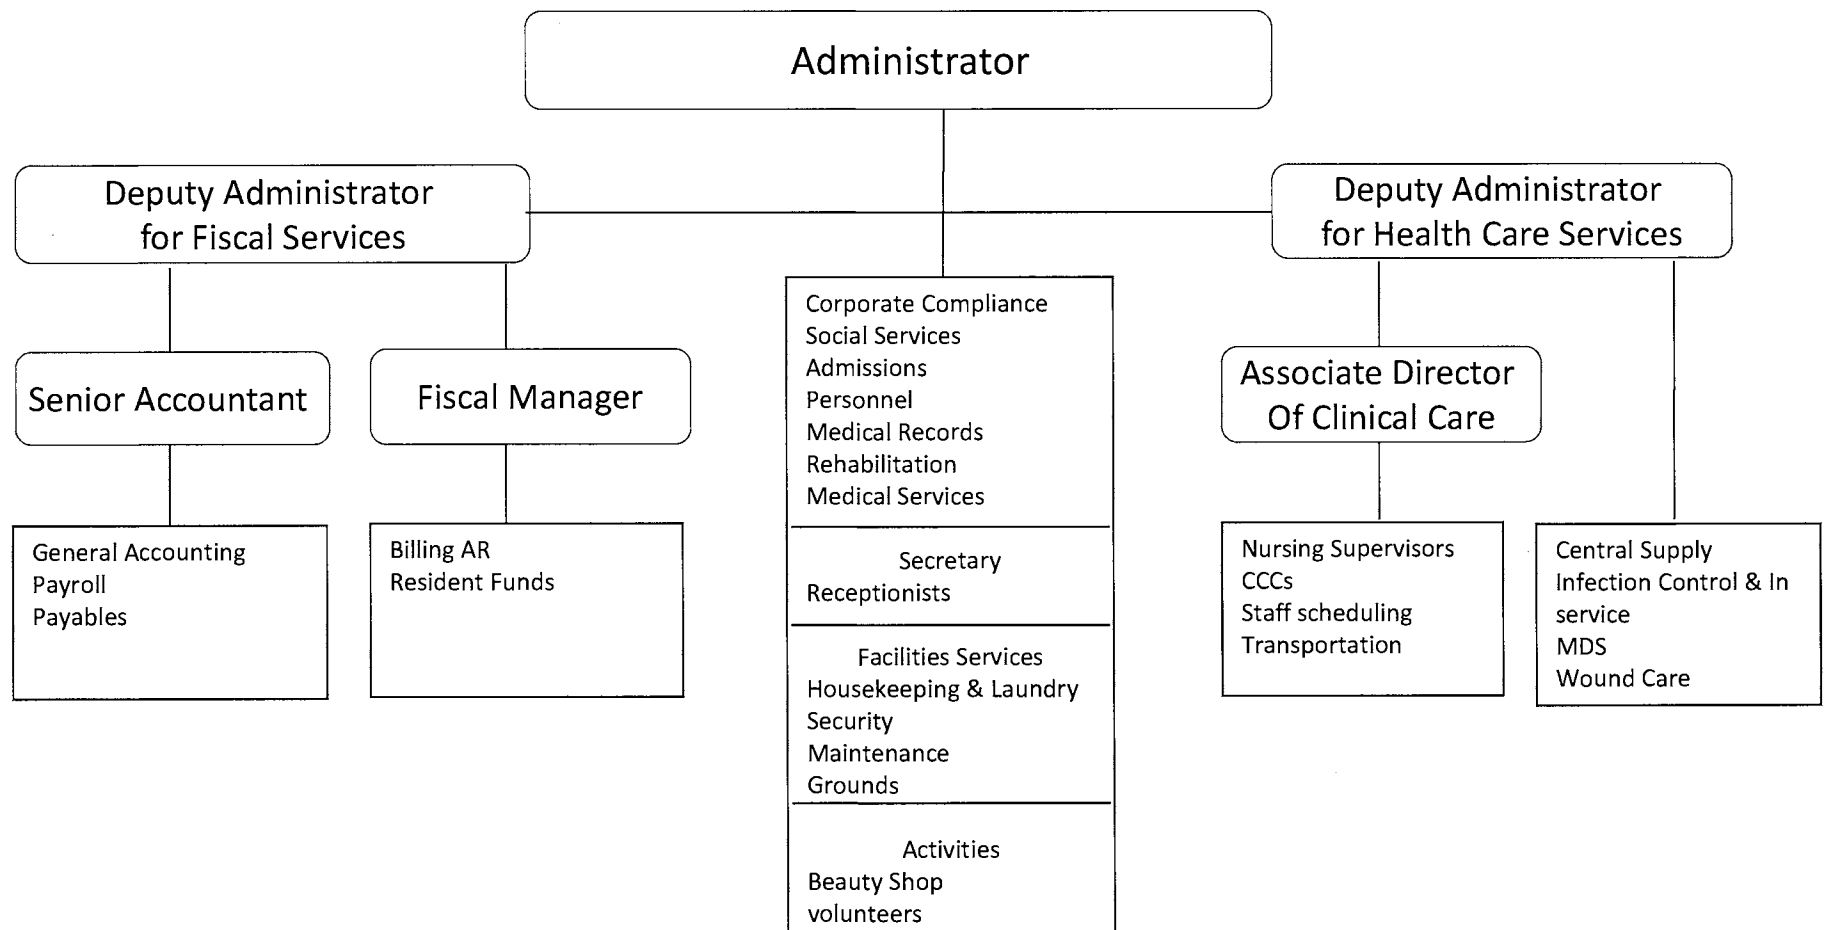 Administrator
Deputy Administrator
for Fiscal Services
Deputy Administrator
for Health Care Services
Senior Accountant
Fiscal Manager
Associate Director
Of Clinical Care
General Accounting
Payroll
Payables
Billing AR
Resident Funds
Corporate Compliance
Social Services
Admissions
Personnel
Medical Records
Rehabilitation
Medical Services
Secretary
Receptionists
Facilities Services
Housekeeping & Laundry
Security
Maintenance
Grounds
Activities
Beauty Shop
volunteers
Nursing Supervisors
CCCs
Staff scheduling
Transportation
Central Supply
Infection Control & In
service
MDS
Wound Care